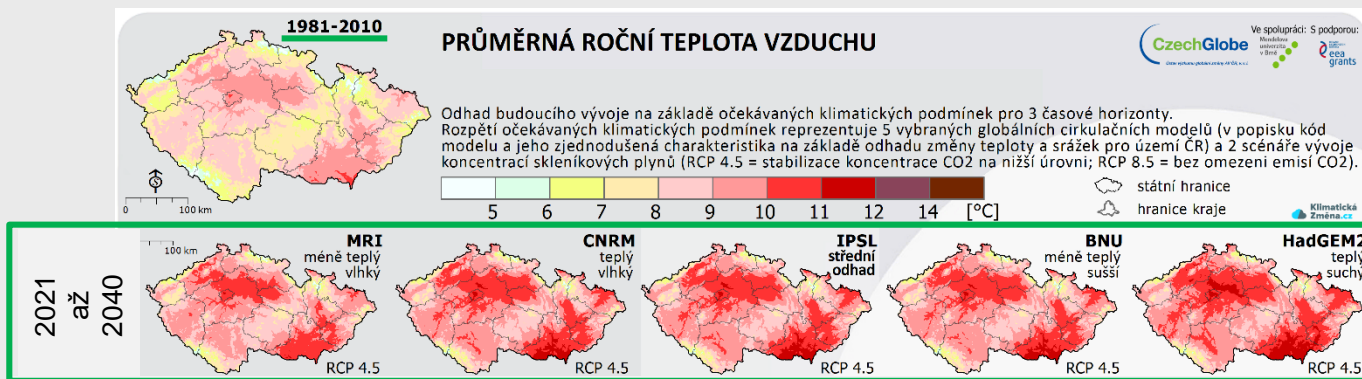 1981-2010
PRŮMĚRNÁ ROČNÍ TEPLOTA VZDUCHU
CzechGlobe
Ve spolupráci: S podporou:
Mendelova
univerzita
v Brně
eea
grants
Odhad budoucího vývoje na základě očekávaných klimatických podmínek pro 3 časové horizonty.
Rozpětí očekávaných klimatických podmínek reprezentuje 5 vybraných globálních cirkulačních modelů (v popisku kód
modelu a jeho zjednodušená charakteristika na základě odhadu změny teploty a srážek pro území ČR) a 2 scénáře vývoje
koncentrací skleníkových plynů (RCP 4.5 = stabilizace koncentrace CO2 na nižší úrovni; RCP 8.5 = bez omezeni emisí CO2).
S
0 100 km
5 6 7 8 9 10 11 12 14 [°C]
státní hranice
hranice kraje
Klimatická
Změna.cz
2021
až
2040
100 km
MRI
méně teplý
vlhký
RCP 4.5
CNRM
teplý
vlhký
RCP 4.5
IPSL
střední
odhad
RCP 4.5
BNU
méně teplý
sušší
RCP 4.5
HadGEM2
teplý
suchý
RCP 4.5